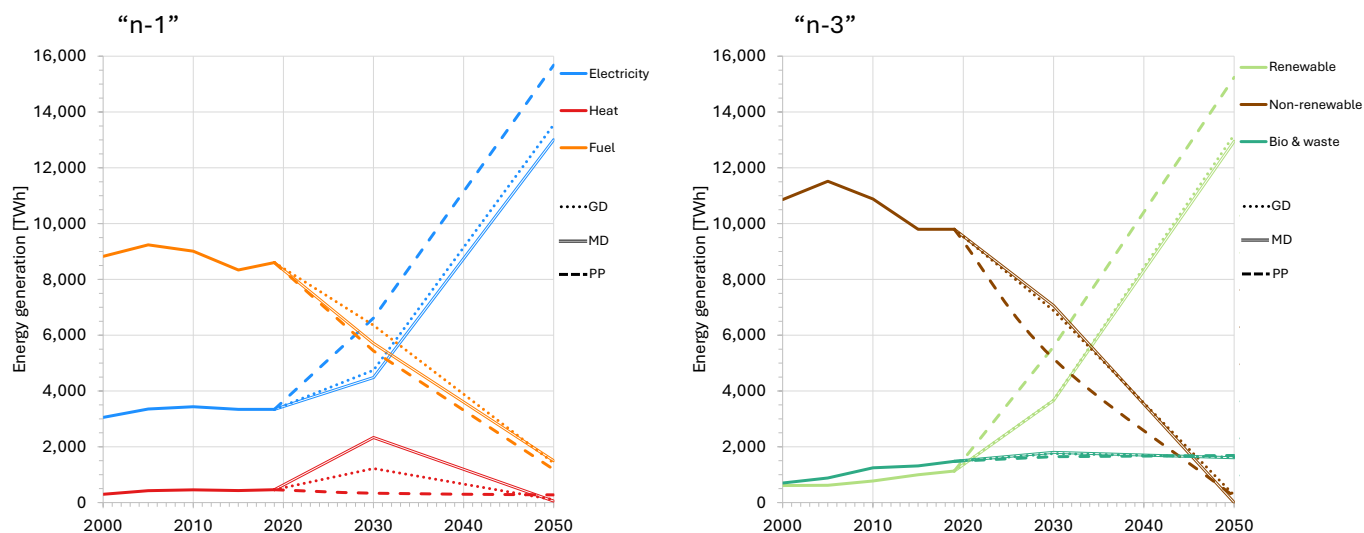 “n-1”
16,000
14,000
12,000
10,000
8,000
6,000
4,000
2,000
0
Energy generation [TWh]
2000
2010
2020
2030
2040
2050
Electricity
Heat
Fuel
GD
MD
PP
“n-3”
16,000
14,000
12,000
10,000
8,000
6,000
4,000
2,000
0
Energy generation [TWh]
2000
2010
2020
2030
2040
2050
Renewable
Non-renewable
Bio & waste
GD
MD
PP